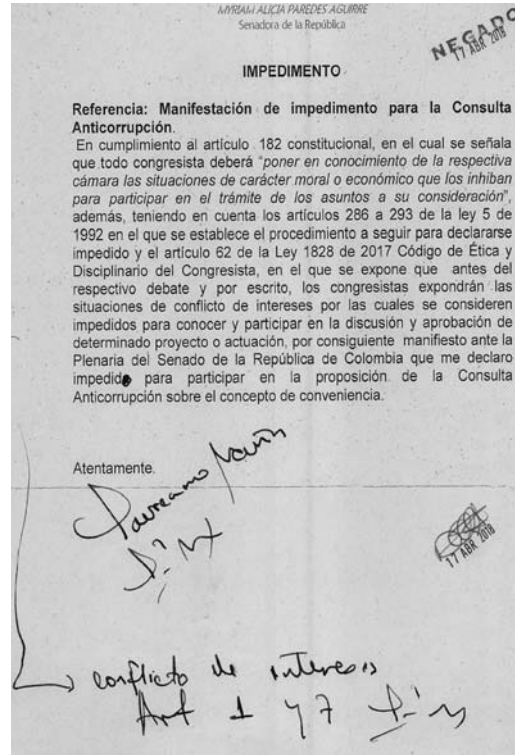 MYRIAM ALICIA PAREDES AGUIRRE
Senadora de la República
NEGADO
17 ABR 2018
IMPEDIMENTO
Referencia: Manifestación de impedimento para la Consulta
Anticorrupción.
En cumplimiento al artículo 182 constitucional, en el cual se señala
que todo congresista deberá "poner en conocimiento de la respectiva
cámara las situaciones de carácter moral o económico que los inhiban
para participar en el trámite de los asuntos a su consideración",
además, teniendo en cuenta los artículos 286 a 293 de la ley 5 de
1992 en el que se establece el procedimiento a seguir para declararse
impedido y el artículo 62 de la Ley 1828 de 2017 Código de Ética y
Disciplinario del Congresista, en el que se expone que antes del
respectivo debate y por escrito, los congresistas expondrán las
situaciones de conflicto de intereses por las cuales se consideren
impedidos para conocer y participar en la discusión y aprobación de
determinado proyecto o actuación, por consiguiente manifiesto ante la
Plenaria del Senado de la República de Colombia que me declaro
impedido para participar en la proposición de la Consulta
Anticorrupción sobre el concepto de conveniencia.
Atentamente.
17 ABR 2018
conflicto de intereses
Art 1 y 7